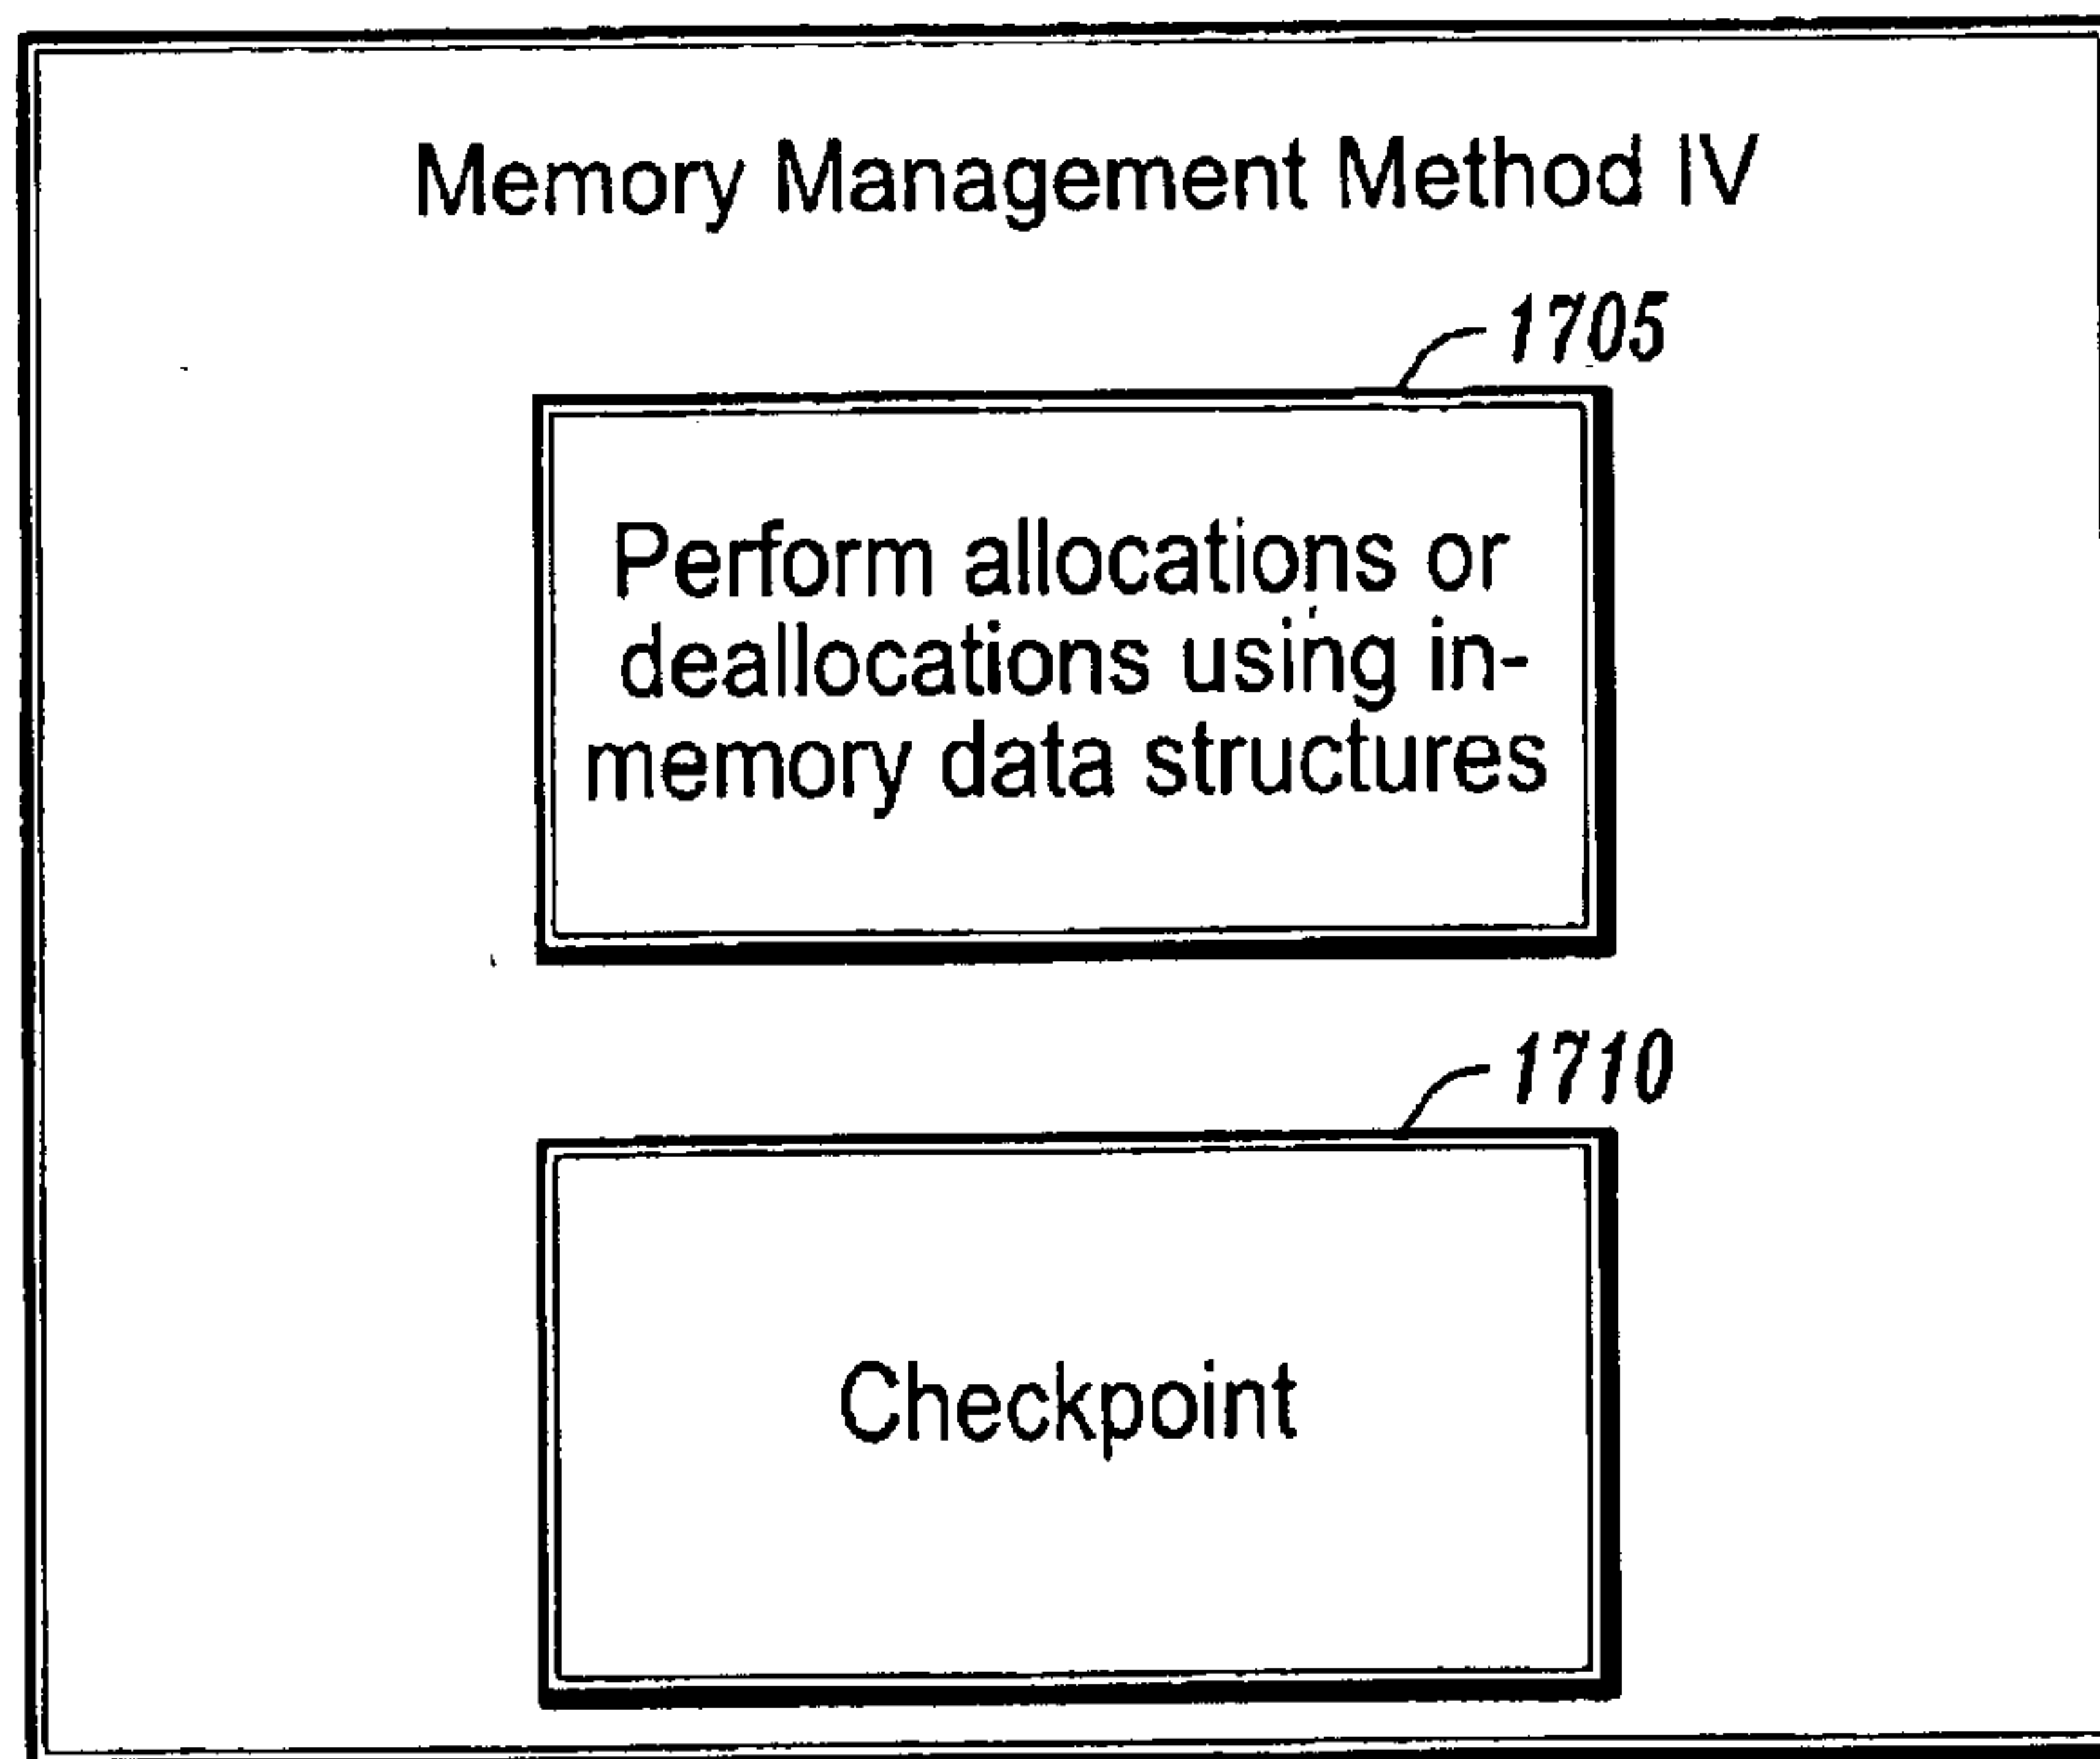 Memory Management Method IV
1705
Perform allocations or
deallocations using in-
memory data structures
1710
Checkpoint